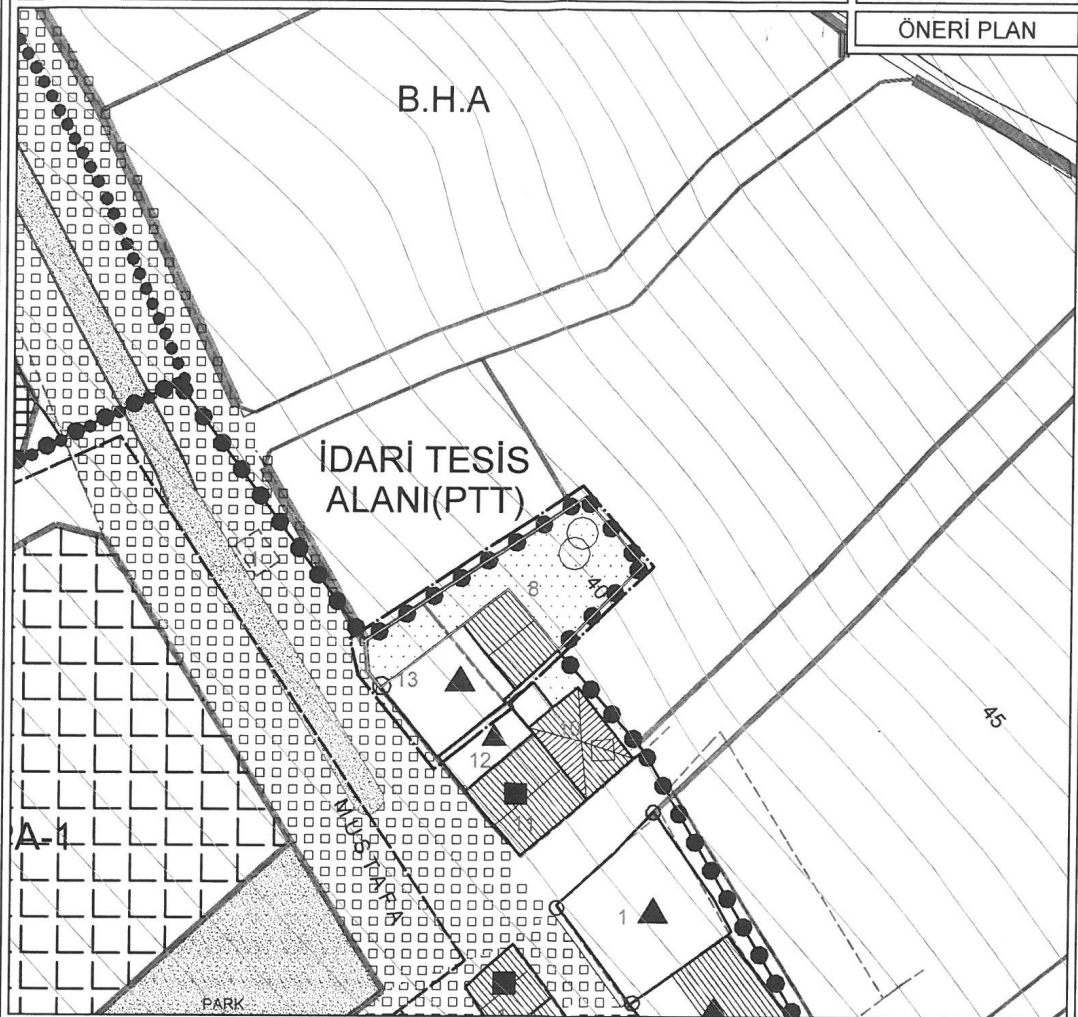 ÖNERİ PLAN
B.H.A
İDARİ TESİS
ALANI(PTT)
8
40
13
12
11
45
A-1
MUSTAFA
1
PARK